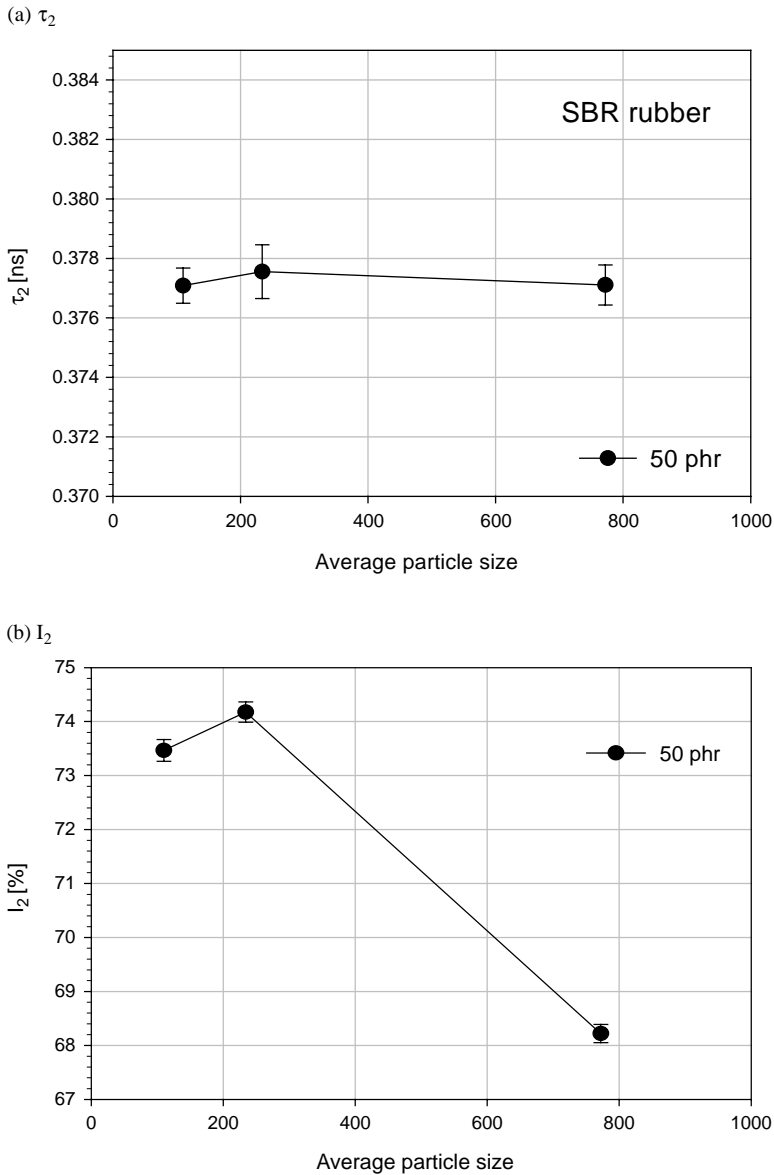 (a) τ2
0.384
SBR rubber
0.382
0.380
0.378
τ2 [ns]
0.376
0.374
0.372
50 phr
0.370
0 200 400 600 800 1000
Average particle size
(b) I2
75
74
50 phr
73
72
71
I2 [%]
70
69
68
67
0 200 400 600 800 1000
Average particle size